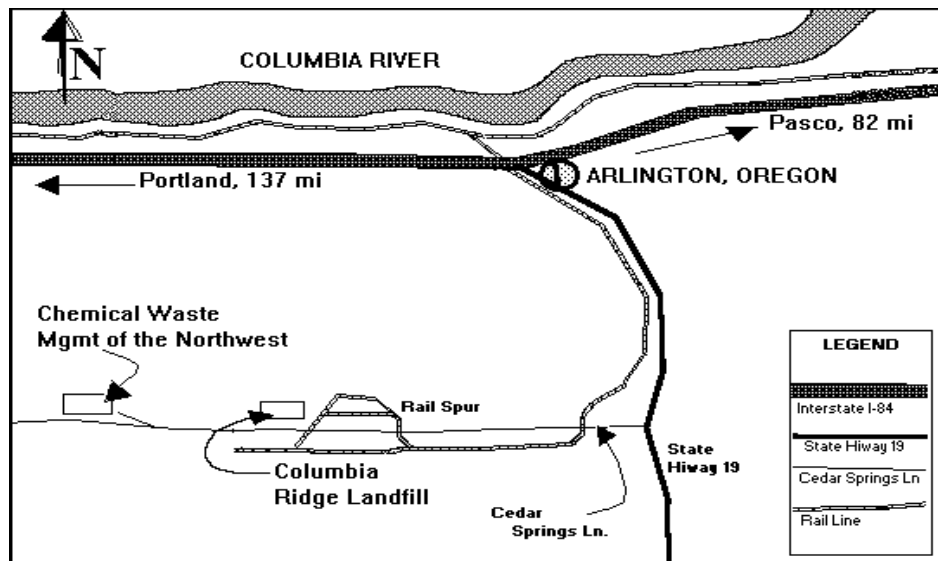 N
COLUMBIA RIVER
Pasco, 82 mi
Portland, 137 mi
ARLINGTON, OREGON
Chemical Waste
Mgmt of the Northwest
Rail Spur
Columbia
Ridge Landfill
Cedar
Springs Ln.
State
Hiway 19
LEGEND
Interstate I-84
State Hiway 19
Cedar Springs Ln
Rail Line